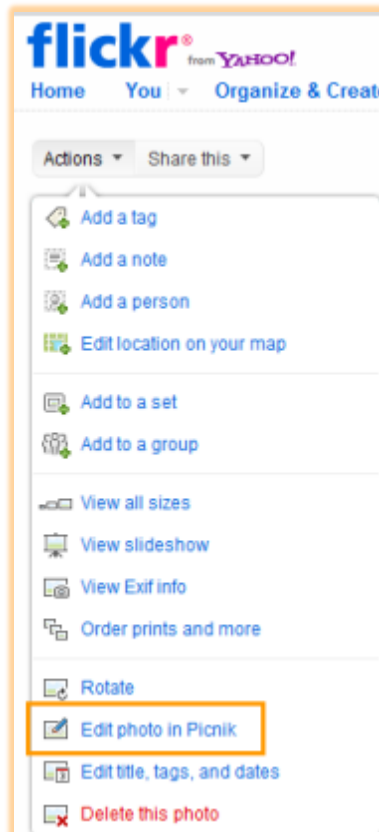 flickr® from YAHOO!
Home You Organize & Create
Actions Share this
Add a tag
Add a note
Add a person
Edit location on your map
Add to a set
Add to a group
View all sizes
View slideshow
View Exif info
Order prints and more
Rotate
Edit photo in Picnik
Edit title, tags, and dates
Delete this photo